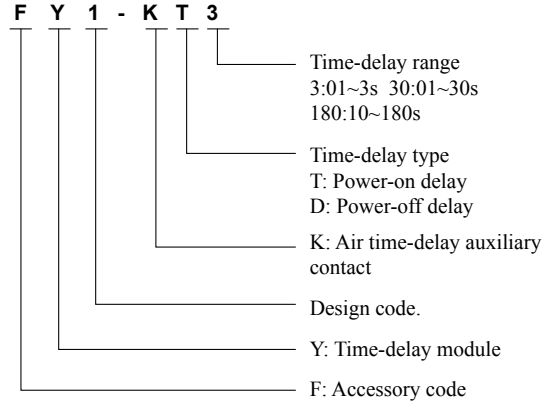 F Y 1 - K T 3
Time-delay range
3:01~3s 30:01~30s
180:10~180s
Time-delay type
T: Power-on delay
D: Power-off delay
K: Air time-delay auxiliary
contact
Design code.
Y: Time-delay module
F: Accessory code